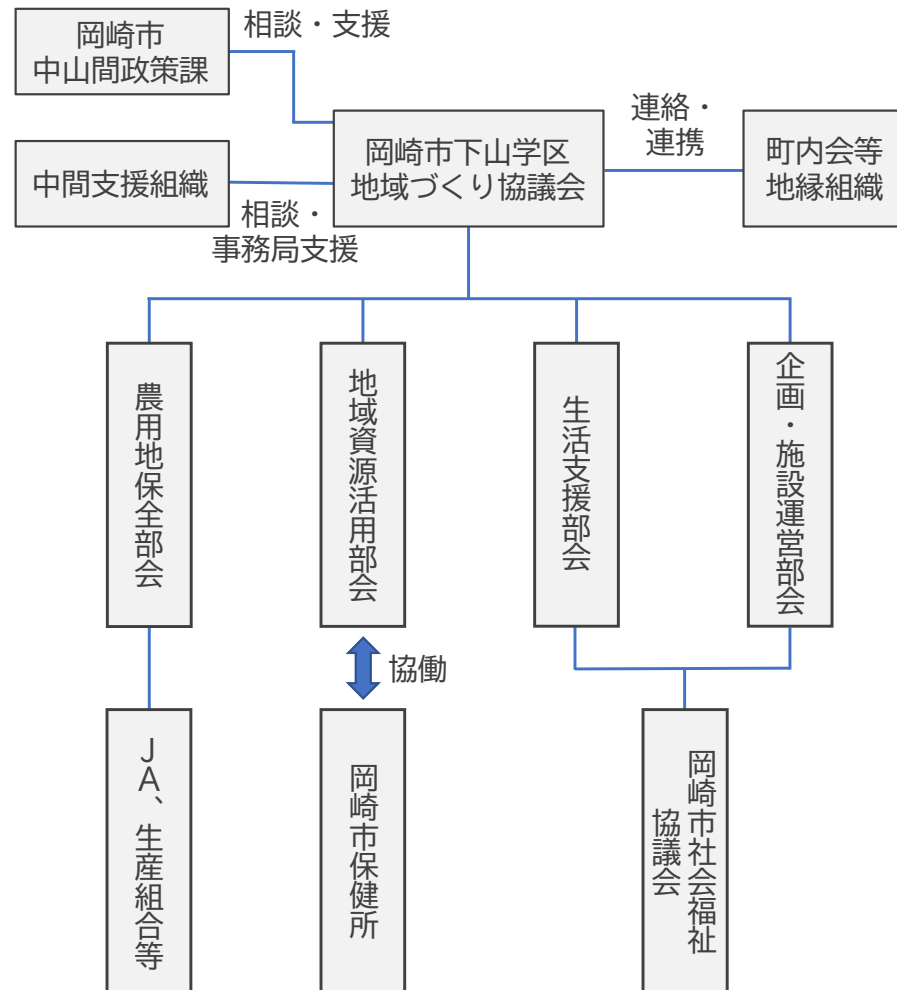 岡崎市
中山間政策課
相談・支援
中間支援組織
相談・
事務局支援
岡崎市下山学区
地域づくり協議会
連絡・
連携
町内会等
地縁組織
農用地保全部会
地域資源活用部会
生活支援部会
企画・施設運営部会
協働
ＪＡ、生産組合等
岡崎市保健所
岡崎市社会福祉
協議会